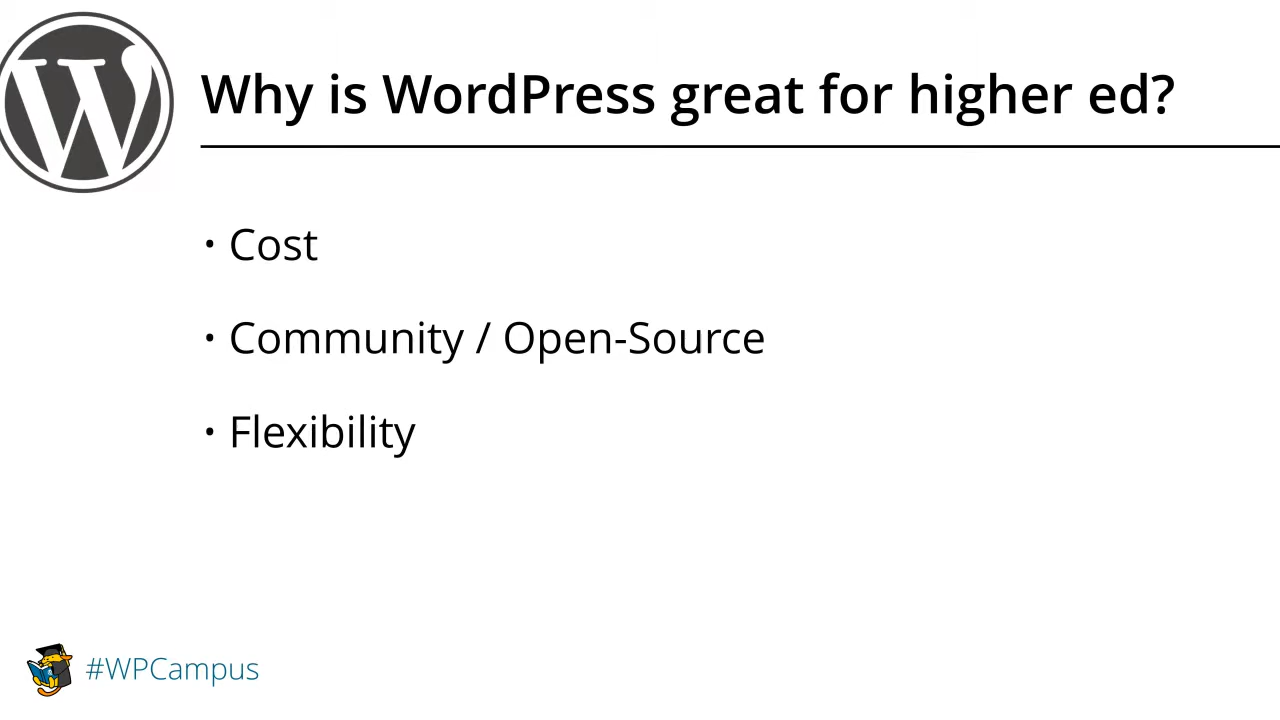 Why is WordPress great for higher ed?
• Cost
• Community / Open-Source
• Flexibility
#WPCampus